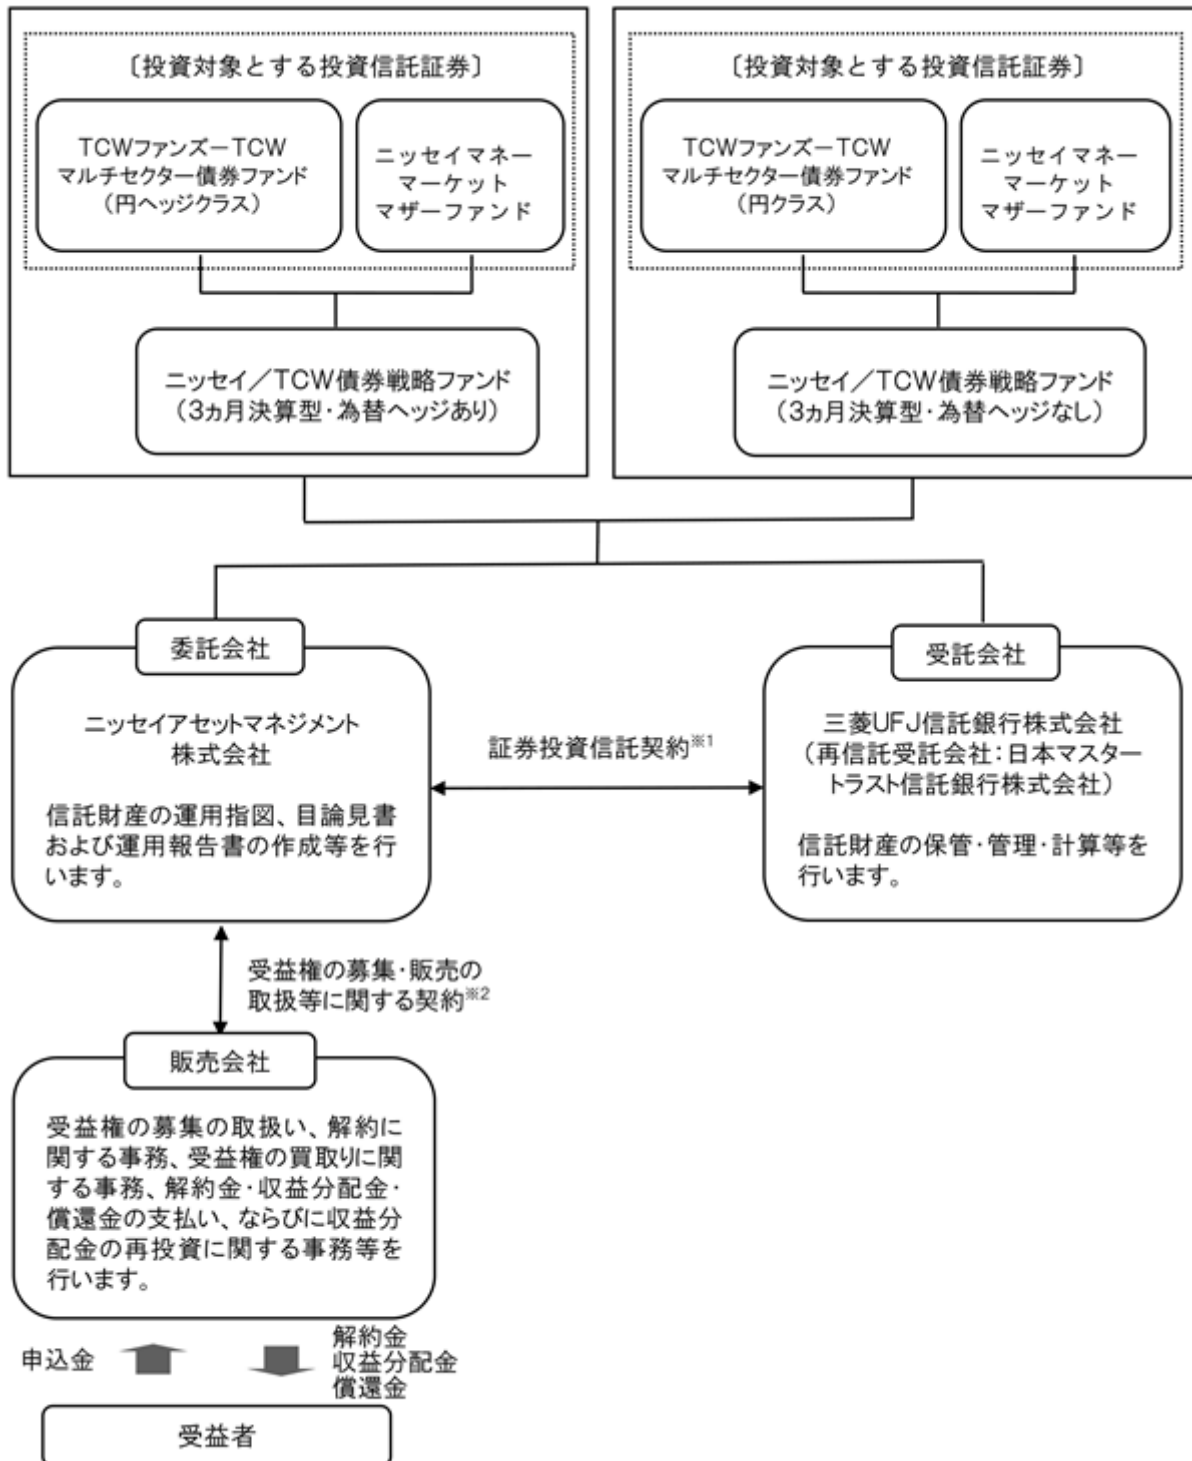 〔投資対象とする投資信託証券〕
TCWファンズ－TCW
マルチセクター債券ファンド
（円ヘッジクラス）
ニッセイマネー
マーケット
マザーファンド
ニッセイ／TCW債券戦略ファンド
（3ヵ月決算型・為替ヘッジあり）
〔投資対象とする投資信託証券〕
TCWファンズ－TCW
マルチセクター債券ファンド
（円クラス）
ニッセイマネー
マーケット
マザーファンド
ニッセイ／TCW債券戦略ファンド
（3ヵ月決算型・為替ヘッジなし）
委託会社
ニッセイアセットマネジメント
株式会社
信託財産の運用指図、目論見書
および運用報告書の作成等を行
います。
証券投資信託契約※1
受託会社
三菱UFJ信託銀行株式会社
（再信託受託会社：日本マスター
トラスト信託銀行株式会社）
信託財産の保管・管理・計算等を
行います。
受益権の募集・販売の
取扱等に関する契約※2
販売会社
受益権の募集の取扱い、解約に
関する事務、受益権の買取りに関
する事務、解約金・収益分配金・
償還金の支払い、ならびに収益分
配金の再投資に関する事務等を
行います。
申込金
解約金
収益分配金
償還金
受益者